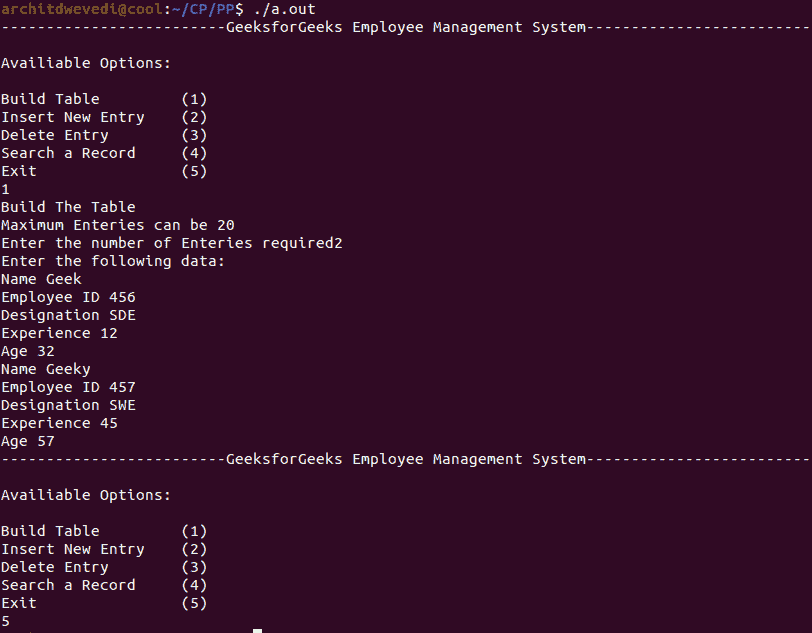 architdwevedi@cool:~/CP/PP$ ./a.out
-------------------------GeeksforGeeks Employee Management System-------------------------
Availiable Options:
Build Table         (1)
Insert New Entry    (2)
Delete Entry        (3)
Search a Record     (4)
Exit                (5)
1
Build The Table
Maximum Enteries can be 20
Enter the number of Enteries required2
Enter the following data:
Name Geek
Employee ID 456
Designation SDE
Experience 12
Age 32
Name Geeky
Employee ID 457
Designation SWE
Experience 45
Age 57
-------------------------GeeksforGeeks Employee Management System-------------------------
Availiable Options:
Build Table         (1)
Insert New Entry    (2)
Delete Entry        (3)
Search a Record     (4)
Exit                (5)
5